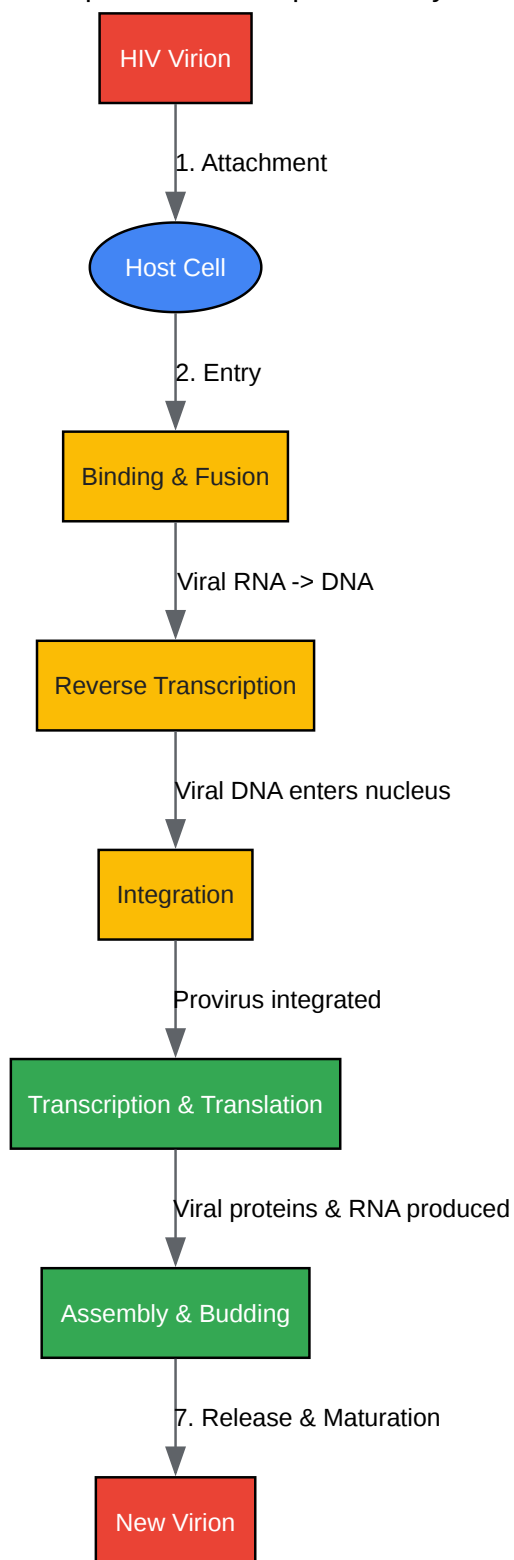 HIV Virion
1. Attachment
Host Cell
2. Entry
Binding & Fusion
Viral RNA -> DNA
Reverse Transcription
Viral DNA enters nucleus
Integration
Provirus integrated
Transcription & Translation
Viral proteins & RNA produced
Assembly & Budding
7. Release & Maturation
New Virion